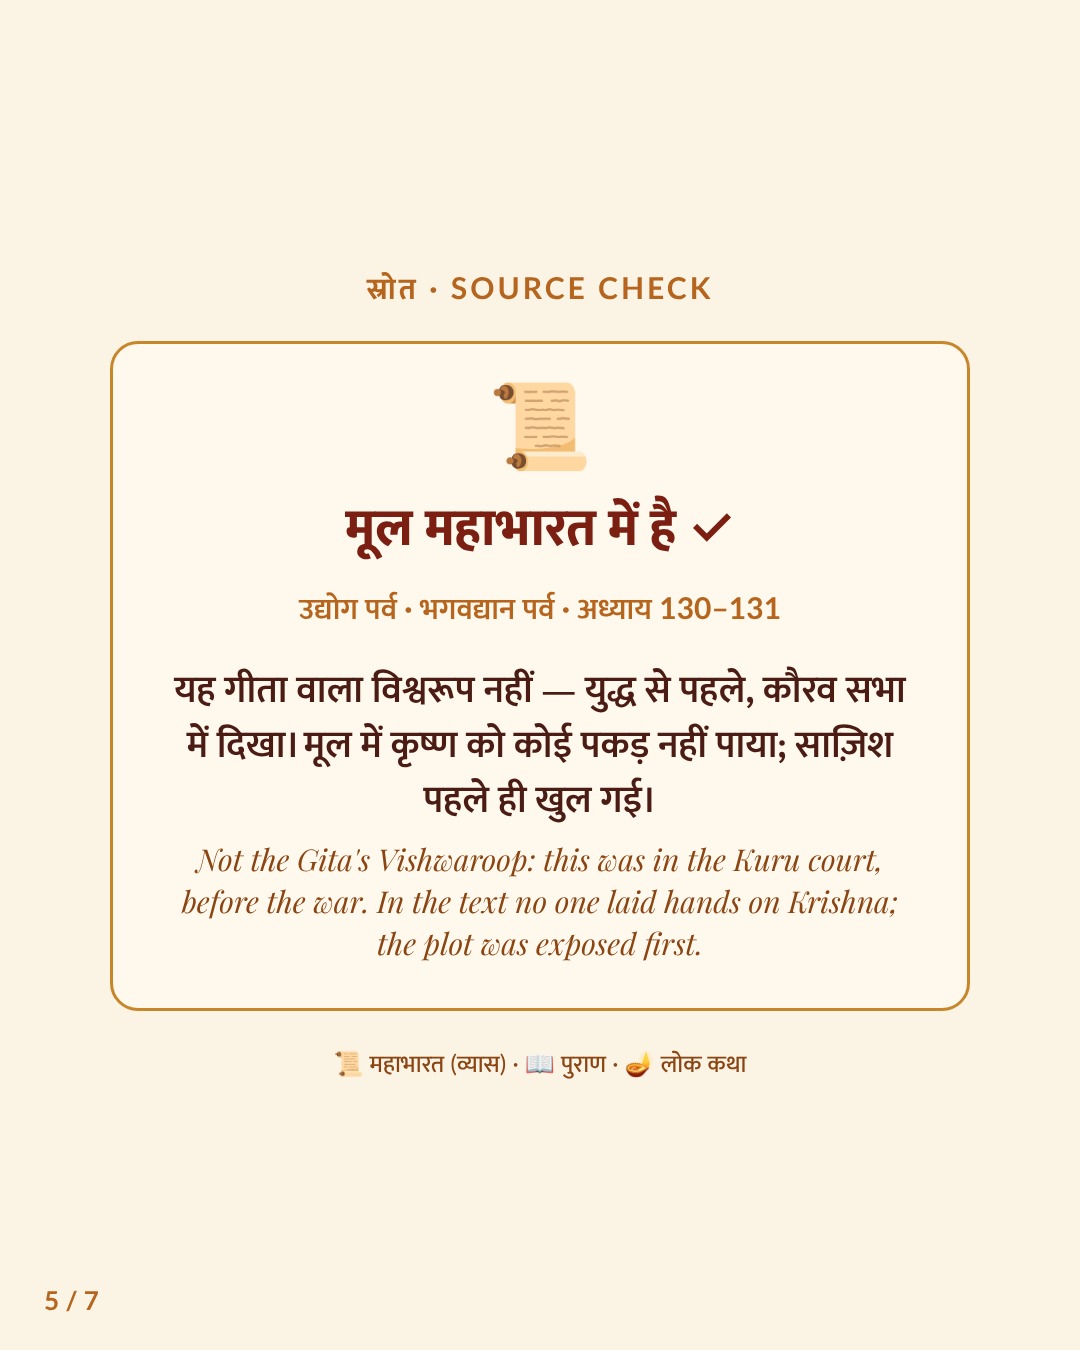 स्रोत · SOURCE CHECK
मूल महाभारत में है ✓
उद्योग पर्व · भगवद्यान पर्व · अध्याय 130–131
यह गीता वाला विश्वरूप नहीं — युद्ध से पहले, कौरव सभा
में दिखा। मूल में कृष्ण को कोई पकड़ नहीं पाया; साज़िश
पहले ही खुल गई।
Not the Gita's Vishwaroop: this was in the Kuru court,
before the war. In the text no one laid hands on Krishna;
the plot was exposed first.
📜 महाभारत (व्यास) · 📖 पुराण · 🪔 लोक कथा
5 / 7